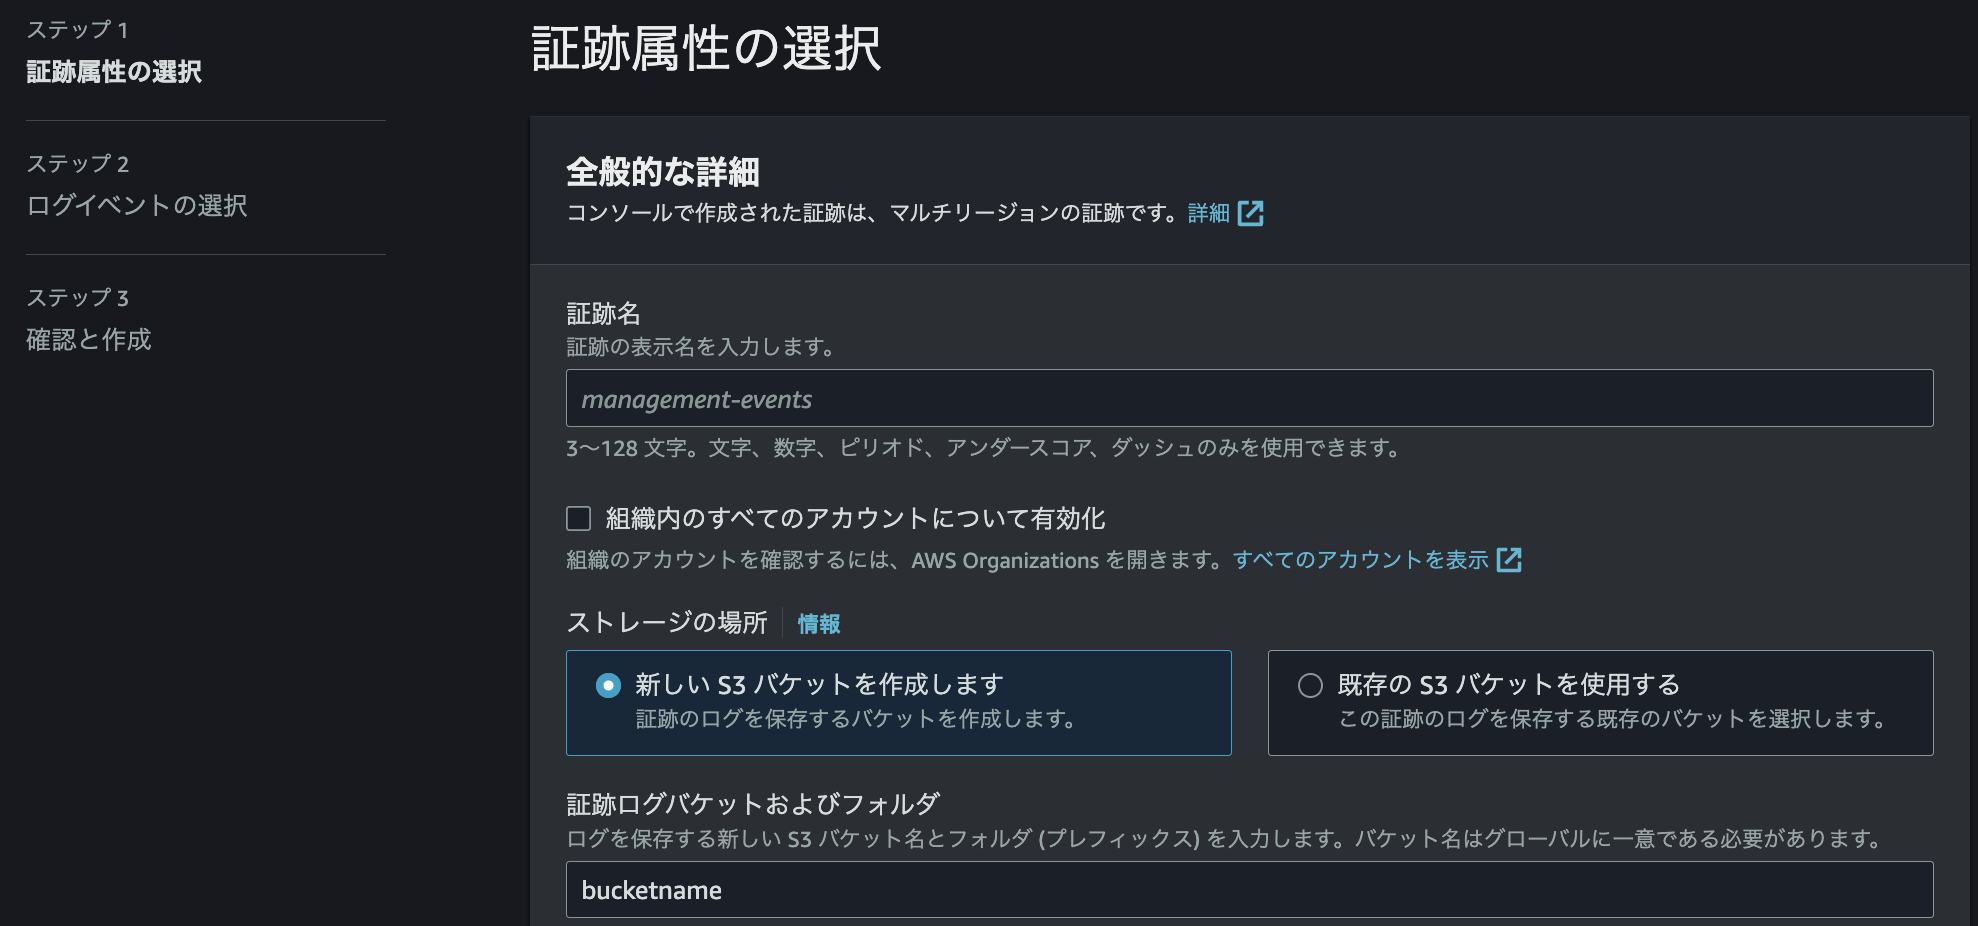 ステップ 1
証跡属性の選択
ステップ 2
ログイベントの選択
ステップ 3
確認と作成
証跡属性の選択
全般的な詳細
コンソールで作成された証跡は、マルチリージョンの証跡です。詳細
証跡名
証跡の表示名を入力します。
management-events
3〜128 文字。文字、数字、ピリオド、アンダースコア、ダッシュのみを使用できます。
組織内のすべてのアカウントについて有効化
組織のアカウントを確認するには、AWS Organizations を開きます。すべてのアカウントを表示
ストレージの場所 情報
新しい S3 バケットを作成します
証跡のログを保存するバケットを作成します。
既存の S3 バケットを使用する
この証跡のログを保存する既存のバケットを選択します。
証跡ログバケットおよびフォルダ
ログを保存する新しい S3 バケット名とフォルダ (プレフィックス) を入力します。バケット名はグローバルに一意である必要があります。
bucketname